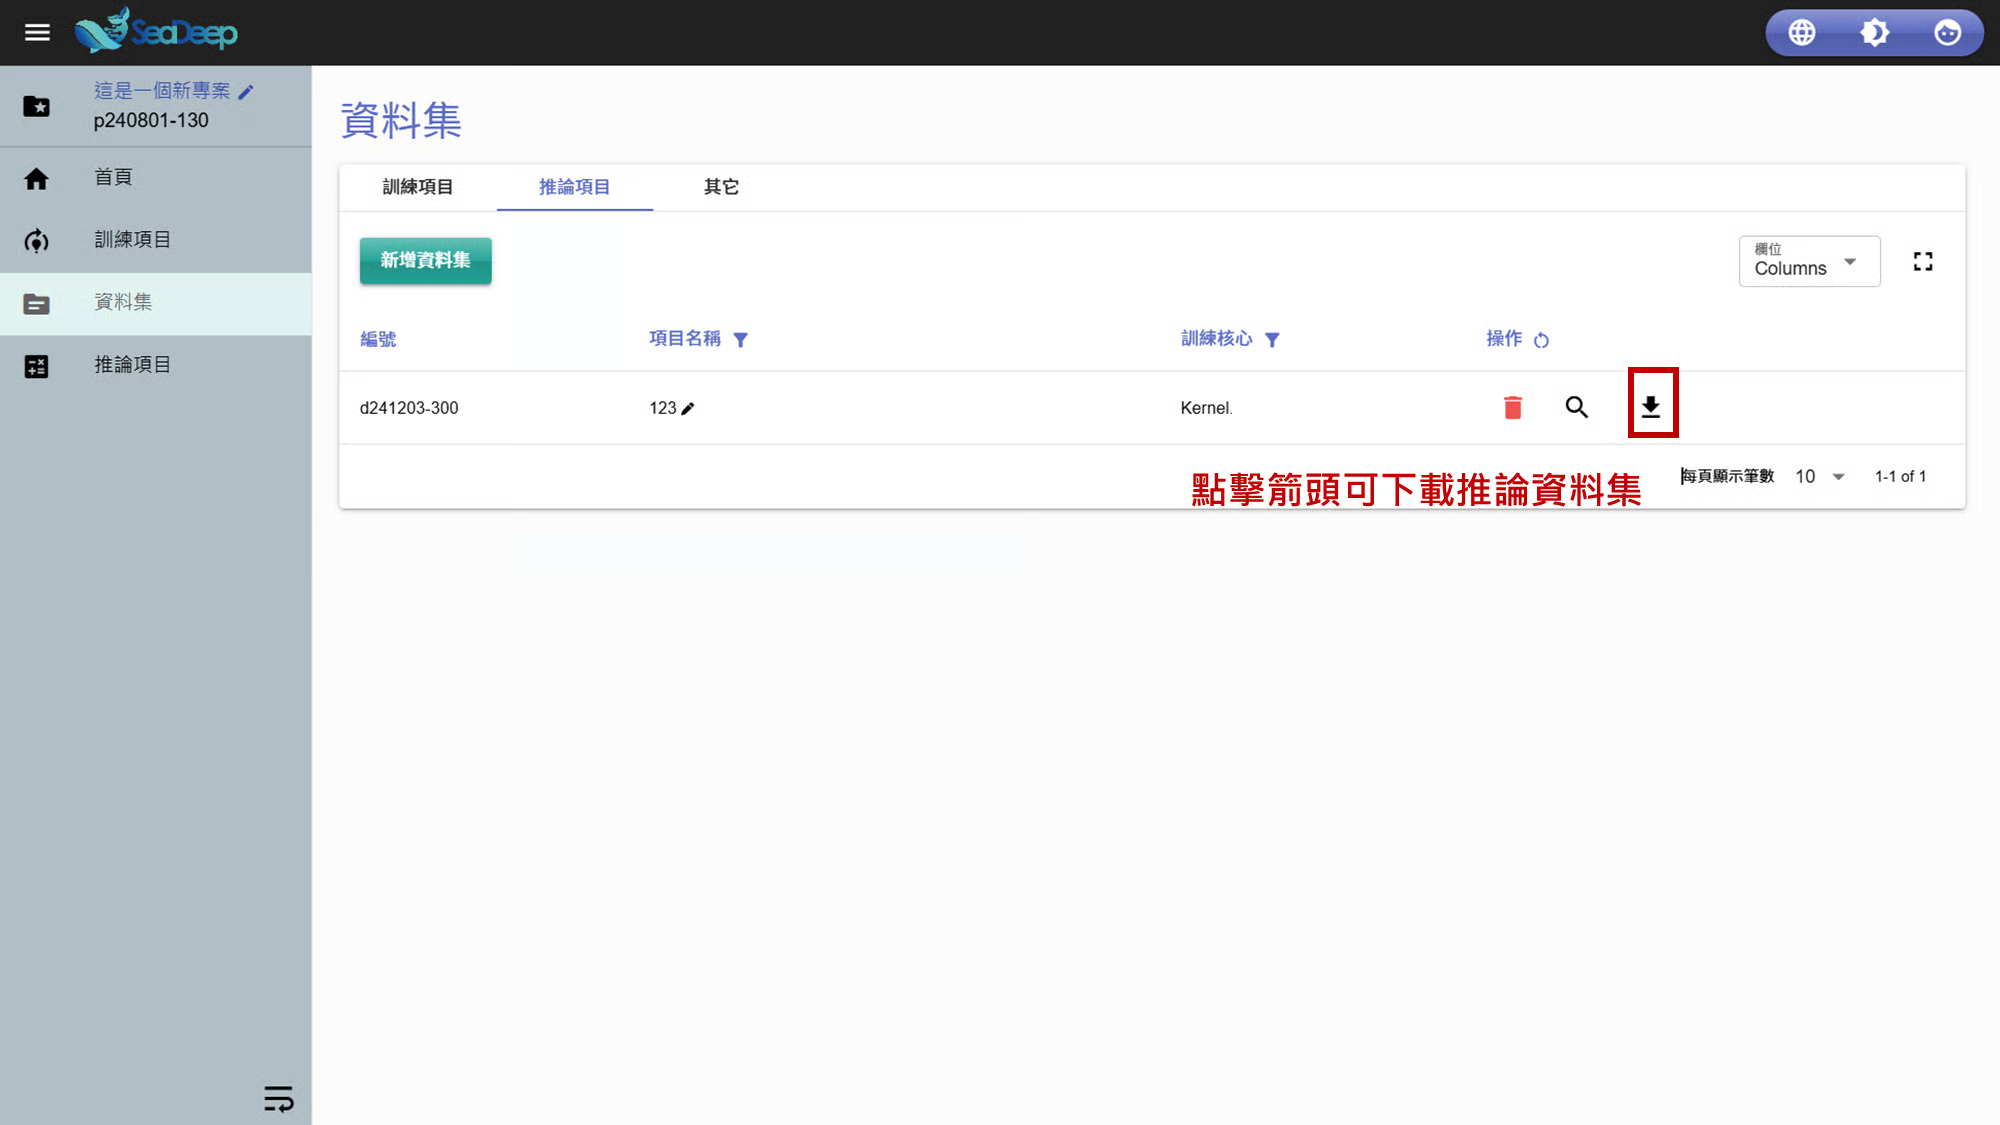 SeaDeep
這是一個新專案
p240801-130
首頁
訓練項目
資料集
推論項目
資料集
訓練項目 推論項目 其它
新增資料集
欄位
Columns
編號 項目名稱 訓練核心 操作
d241203-300 123 Kernel.
點擊箭頭可下載推論資料集
每頁顯示筆數 10 1-1 of 1